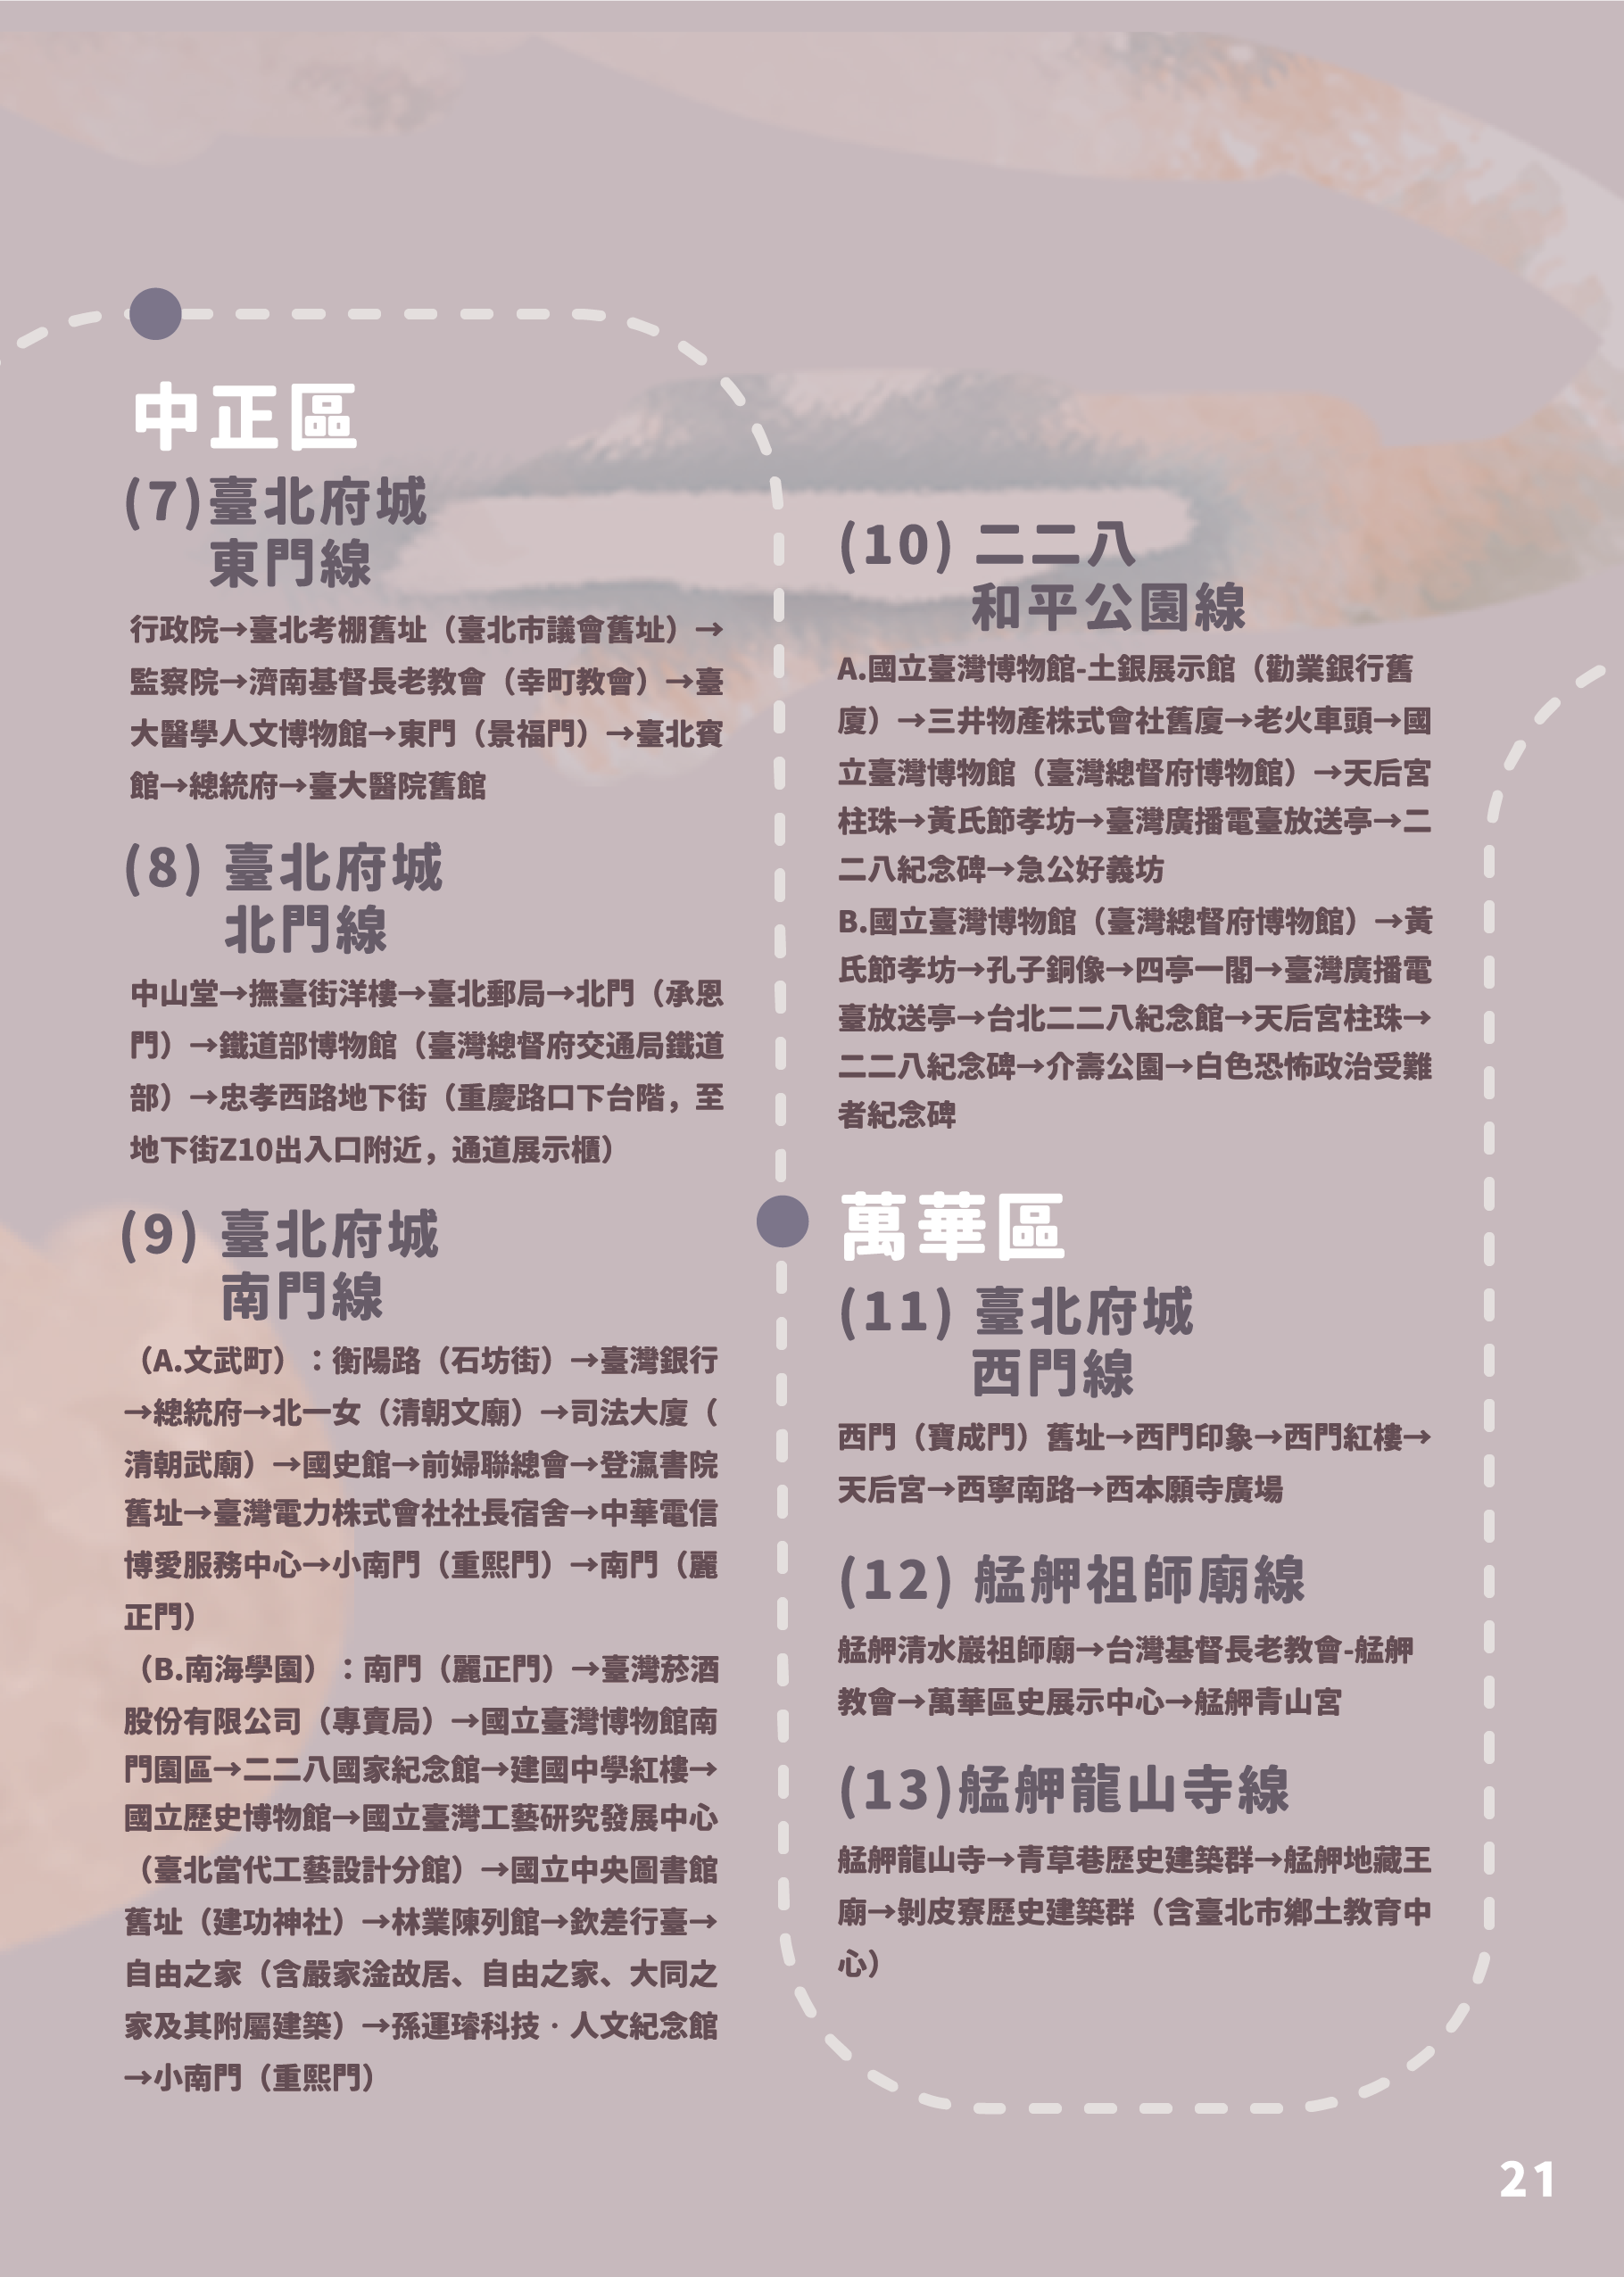 中正區
(7)臺北府城
東門線
行政院→臺北考棚舊址（臺北市議會舊址）→
監察院→濟南基督長老教會（幸町教會）→臺
大醫學人文博物館→東門（景福門）→臺北賓
館→總統府→臺大醫院舊館
(8) 臺北府城
北門線
中山堂→撫臺街洋樓→臺北郵局→北門（承恩
門）→鐵道部博物館（臺灣總督府交通局鐵道
部）→忠孝西路地下街（重慶路口下台階，至
地下街Z10出入口附近，通道展示櫃）
(9) 臺北府城
南門線
（A.文武町）：衡陽路（石坊街）→臺灣銀行
→總統府→北一女（清朝文廟）→司法大廈（
清朝武廟）→國史館→前婦聯總會→登瀛書院
舊址→臺灣電力株式會社社長宿舍→中華電信
博愛服務中心→小南門（重熙門）→南門（麗
正門）
（B.南海學園）：南門（麗正門）→臺灣菸酒
股份有限公司（專賣局）→國立臺灣博物館南
門園區→二二八國家紀念館→建國中學紅樓→
國立歷史博物館→國立臺灣工藝研究發展中心
（臺北當代工藝設計分館）→國立中央圖書館
舊址（建功神社）→林業陳列館→欽差行臺→
自由之家（含嚴家淦故居、自由之家、大同之
家及其附屬建築）→孫運璿科技‧人文紀念館
→小南門（重熙門）
(10) 二二八
和平公園線
A.國立臺灣博物館-土銀展示館（勸業銀行舊
廈）→三井物產株式會社舊廈→老火車頭→國
立臺灣博物館（臺灣總督府博物館）→天后宮
柱珠→黃氏節孝坊→臺灣廣播電臺放送亭→二
二八紀念碑→急公好義坊
B.國立臺灣博物館（臺灣總督府博物館）→黃
氏節孝坊→孔子銅像→四亭一閣→臺灣廣播電
臺放送亭→台北二二八紀念館→天后宮柱珠→
二二八紀念碑→介壽公園→白色恐怖政治受難
者紀念碑
萬華區
(11) 臺北府城
西門線
西門（寶成門）舊址→西門印象→西門紅樓→
天后宮→西寧南路→西本願寺廣場
(12) 艋舺祖師廟線
艋舺清水巖祖師廟→台灣基督長老教會-艋舺
教會→萬華區史展示中心→艋舺青山宮
(13)艋舺龍山寺線
艋舺龍山寺→青草巷歷史建築群→艋舺地藏王
廟→剝皮寮歷史建築群（含臺北市鄉土教育中
心）
21